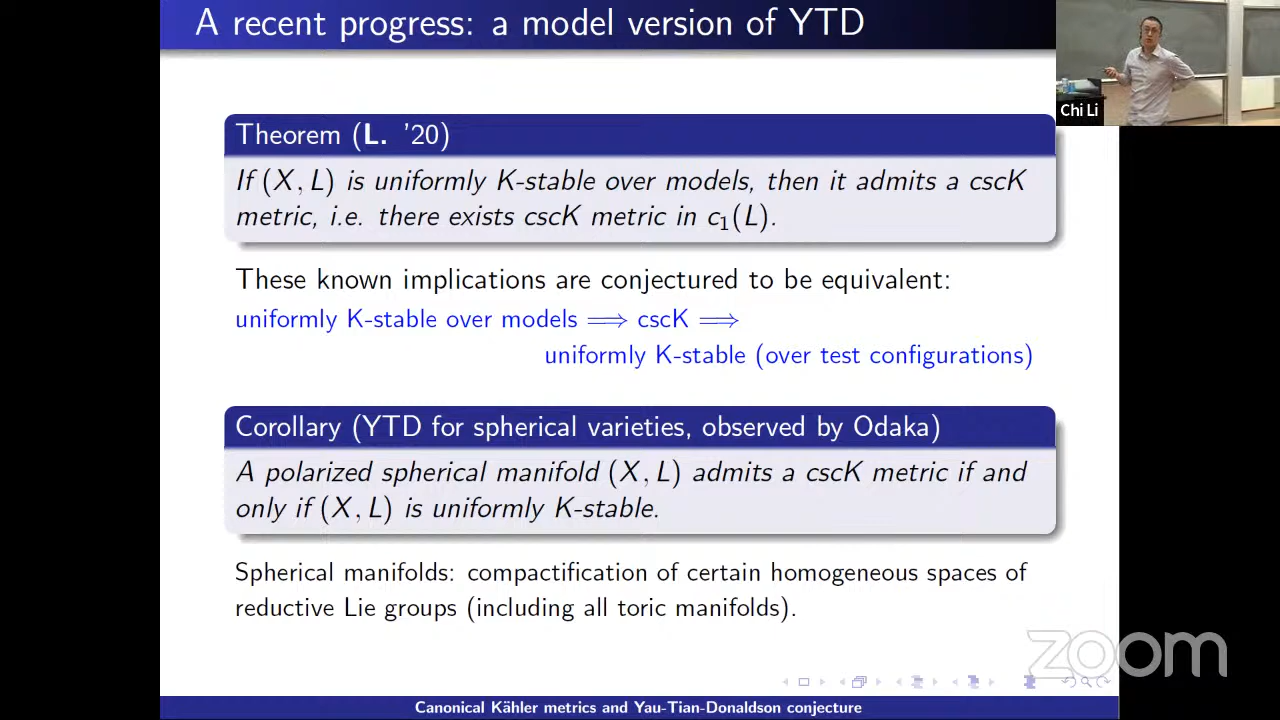 A recent progress: a model version of YTD
Chi Li
Theorem (L. '20)
If (X, L) is uniformly K-stable over models, then it admits a cscK
metric, i.e. there exists cscK metric in c₁(L).
These known implications are conjectured to be equivalent:
uniformly K-stable over models ⟹ cscK ⟹
uniformly K-stable (over test configurations)
Corollary (YTD for spherical varieties, observed by Odaka)
A polarized spherical manifold (X, L) admits a cscK metric if and
only if (X, L) is uniformly K-stable.
Spherical manifolds: compactification of certain homogeneous spaces of
reductive Lie groups (including all toric manifolds).
zoom
Canonical Kähler metrics and Yau-Tian-Donaldson conjecture